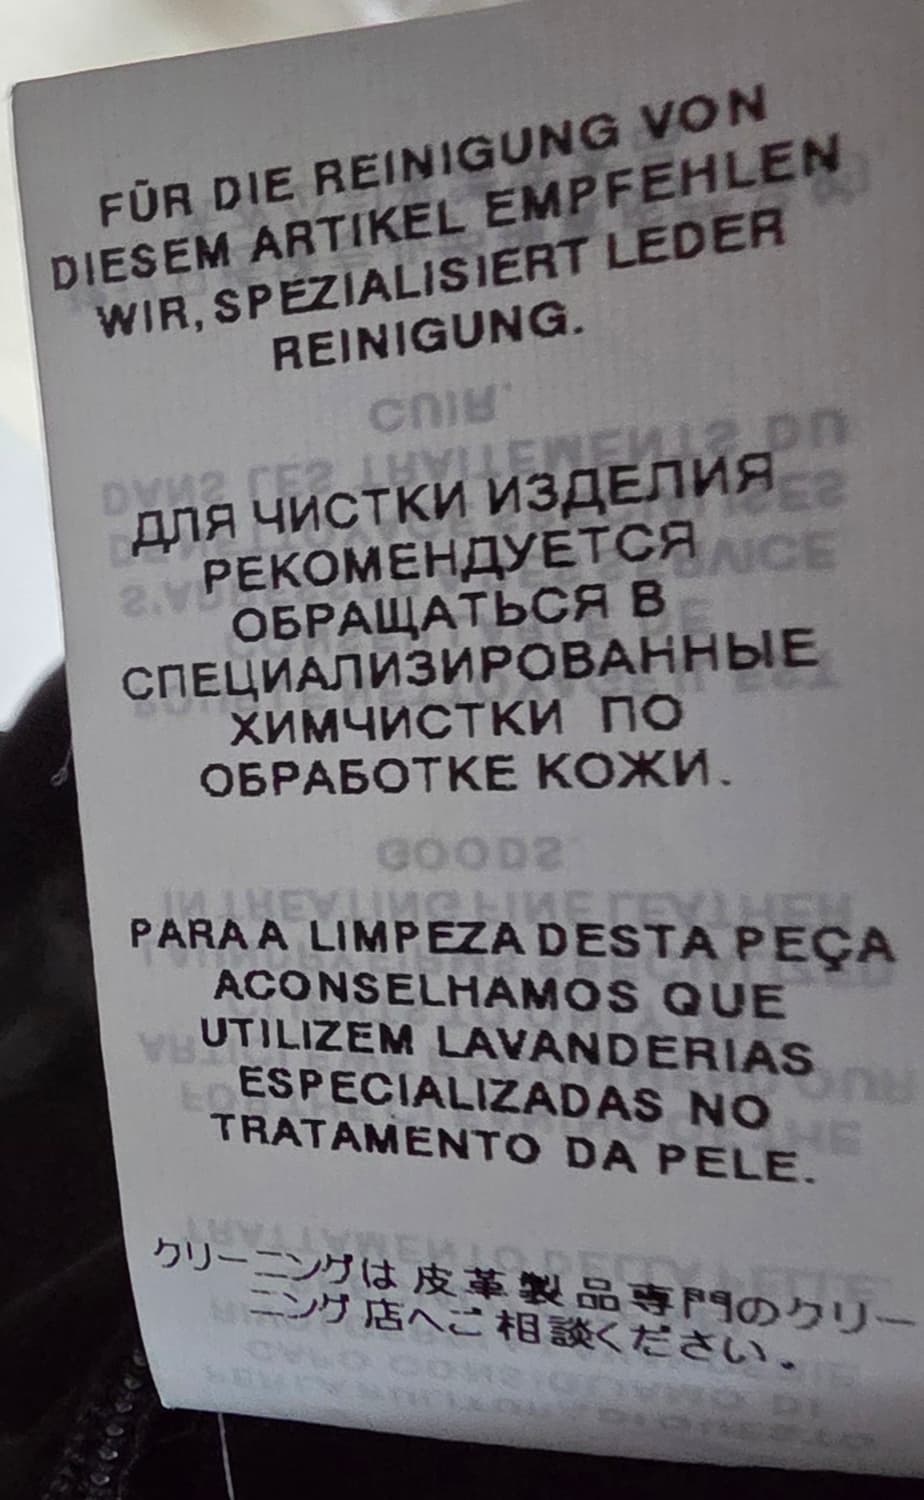 FÜR DIE REINIGUNG VON
DIESEM ARTIKEL EMPFEHLEN
WIR, SPEZIALISIERT LEDER
REINIGUNG.
ДЛЯ ЧИСТКИ ИЗДЕЛИЯ
РЕКОМЕНДУЕТСЯ
ОБРАЩАТЬСЯ В
СПЕЦИАЛИЗИРОВАННЫЕ
ХИМЧИСТКИ ПО
ОБРАБОТКЕ КОЖИ.
PARA A LIMPEZA DESTA PEÇA
ACONSELHAMOS QUE
UTILIZEM LAVANDERIAS
ESPECIALIZADAS NO
TRATAMENTO DA PELE.
クリーニングは皮革製品専門のクリー
ニング店へご相談ください。